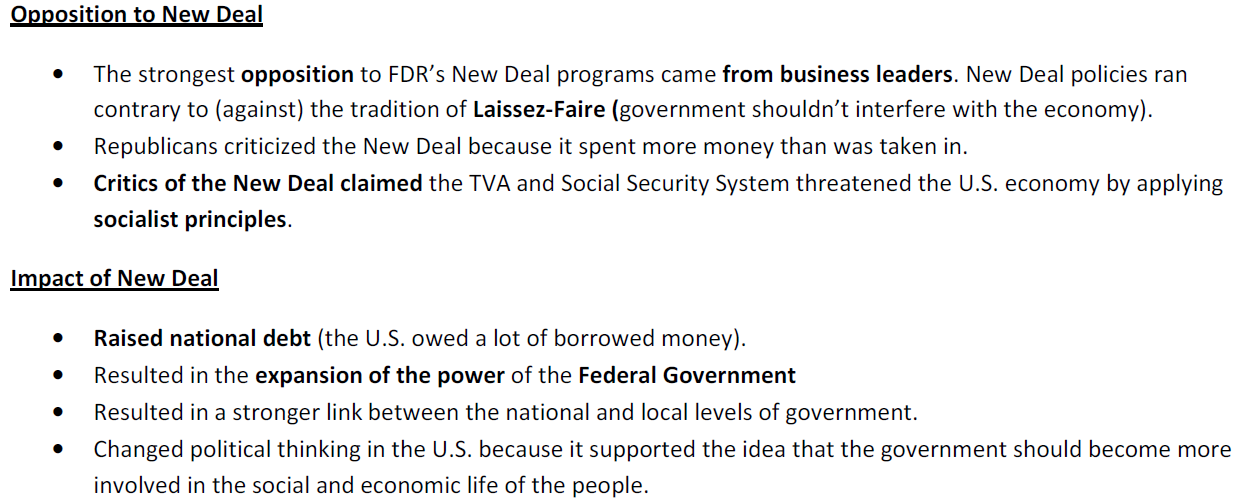 Opposition to New Deal
• The strongest opposition to FDR’s New Deal programs came from business leaders. New Deal policies ran
contrary to (against) the tradition of Laissez-Faire (government shouldn’t interfere with the economy).
• Republicans criticized the New Deal because it spent more money than was taken in.
• Critics of the New Deal claimed the TVA and Social Security System threatened the U.S. economy by applying
socialist principles.
Impact of New Deal
• Raised national debt (the U.S. owed a lot of borrowed money).
• Resulted in the expansion of the power of the Federal Government
• Resulted in a stronger link between the national and local levels of government.
• Changed political thinking in the U.S. because it supported the idea that the government should become more
involved in the social and economic life of the people.